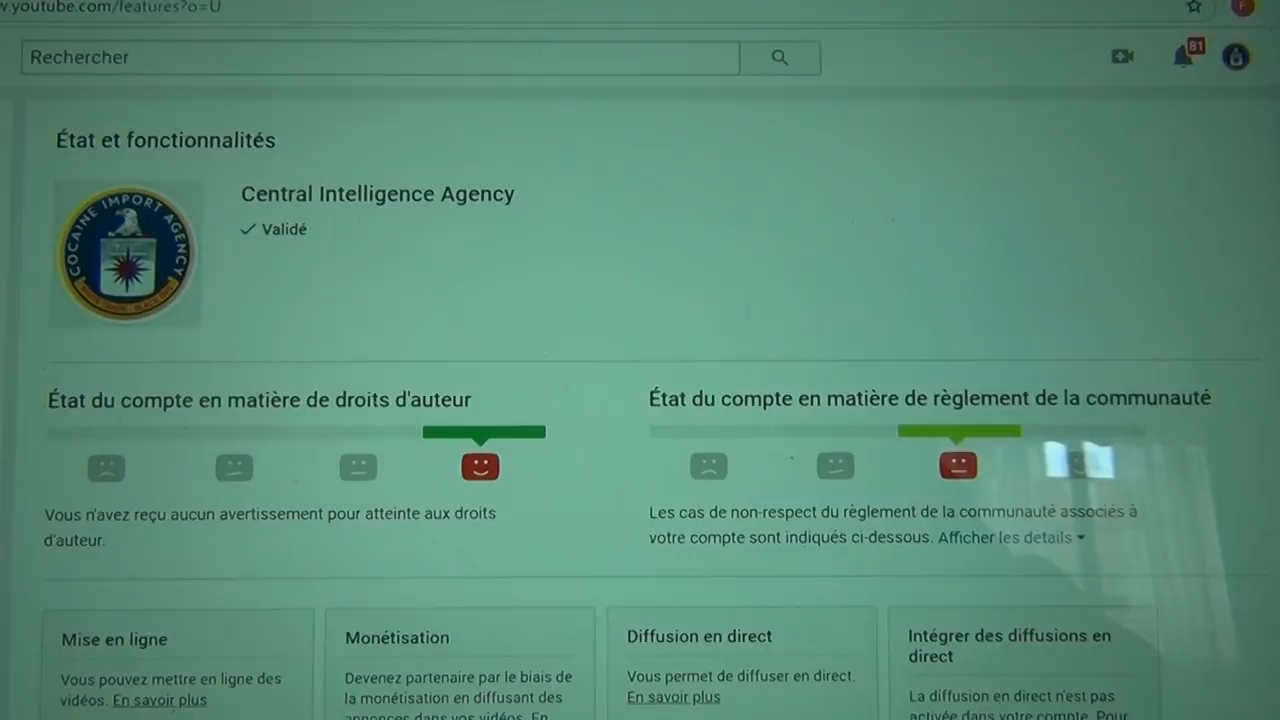 w.youtube.com/features?o=U
Rechercher
81
État et fonctionnalités
COCAINE IMPORT AGENCY
Central Intelligence Agency
Validé
État du compte en matière de droits d'auteur
Vous n'avez reçu aucun avertissement pour atteinte aux droits
d'auteur.
État du compte en matière de règlement de la communauté
Les cas de non-respect du règlement de la communauté associés à
votre compte sont indiqués ci-dessous. Afficher les détails
Mise en ligne
Vous pouvez mettre en ligne des
vidéos. En savoir plus
Monétisation
Devenez partenaire par le biais de
la monétisation en diffusant des
annonces dans vos vidéos. En
Diffusion en direct
Vous permet de diffuser en direct.
En savoir plus
Intégrer des diffusions en
direct
La diffusion en direct n'est pas
activée dans votre compte. Pour